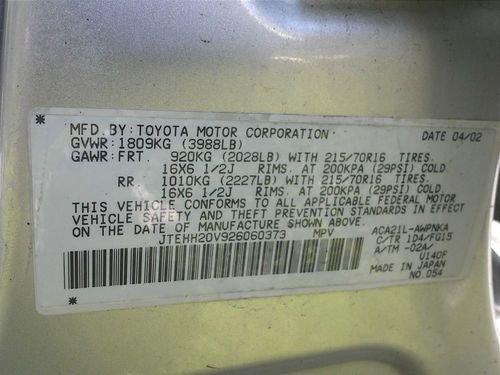 MFD.BY:TOYOTA MOTOR CORPORATION DATE 04/02
GVWR:1809KG (3988LB)
GAWR:FRT. 920KG (2028LB) WITH 215/70R16 TIRES.
16X6 1/2J RIMS. AT 200KPA (29PSI) COLD
RR. 1010KG (2227LB) WITH 215/70R16 TIRES.
16X6 1/2J RIMS. AT 200KPA (29PSI) COLD
THIS VEHICLE CONFORMS TO ALL APPLICABLE FEDERAL MOTOR
VEHICLE SAFETY AND THEFT PREVENTION STANDARDS IN EFFECT
ON THE DATE OF MANUFACTURE SHOWN ABOVE.
JTEHH20V926060373 MPV ACA21L-AWPNKA
C/TR 1D4/FG15
A/TM -02A/
U140F
MADE IN JAPAN
NO.054